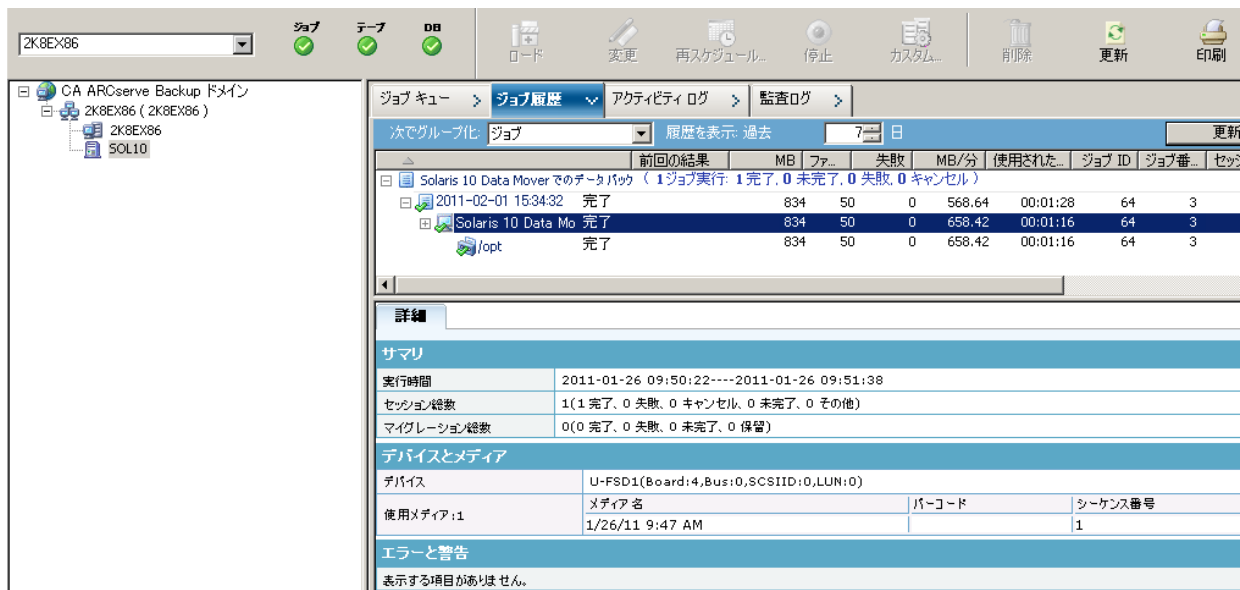 2K8EX86 ジョブ テープ DB
ロード 変更 再スケジュール... 停止 カスタム... 削除 更新 印刷
CA ARCserve Backup ドメイン
2K8EX86 ( 2K8EX86 )
2K8EX86
SOL10
ジョブ キュー ジョブ履歴 アクティビティ ログ 監査ログ
次でグループ化: ジョブ 履歴を表示: 過去 7 日 更新
前回の結果 MB ファ... 失敗 MB/分 使用された... ジョブ ID ジョブ番... セッシ
Solaris 10 Data Mover でのデータ バック ( 1ジョブ実行: 1 完了, 0 未完了, 0 失敗, 0 キャンセル )
2011-02-01 15:34:32 完了 834 50 0 568.64 00:01:28 64 3
Solaris 10 Data Mo 完了 834 50 0 658.42 00:01:16 64 3
/opt 完了 834 50 0 658.42 00:01:16 64 3
詳細
サマリ
実行時間 2011-01-26 09:50:22----2011-01-26 09:51:38
セッション総数 1(1 完了、0 失敗、0 キャンセル、0 未完了、0 その他)
マイグレーション総数 0(0 完了、0 失敗、0 未完了、0 保留)
デバイスとメディア
デバイス U-FSD1(Board:4,Bus:0,SCSIID:0,LUN:0)
使用メディア:1 メディア名 バーコード シーケンス番号
1/26/11 9:47 AM 1
エラーと警告
表示する項目がありません。